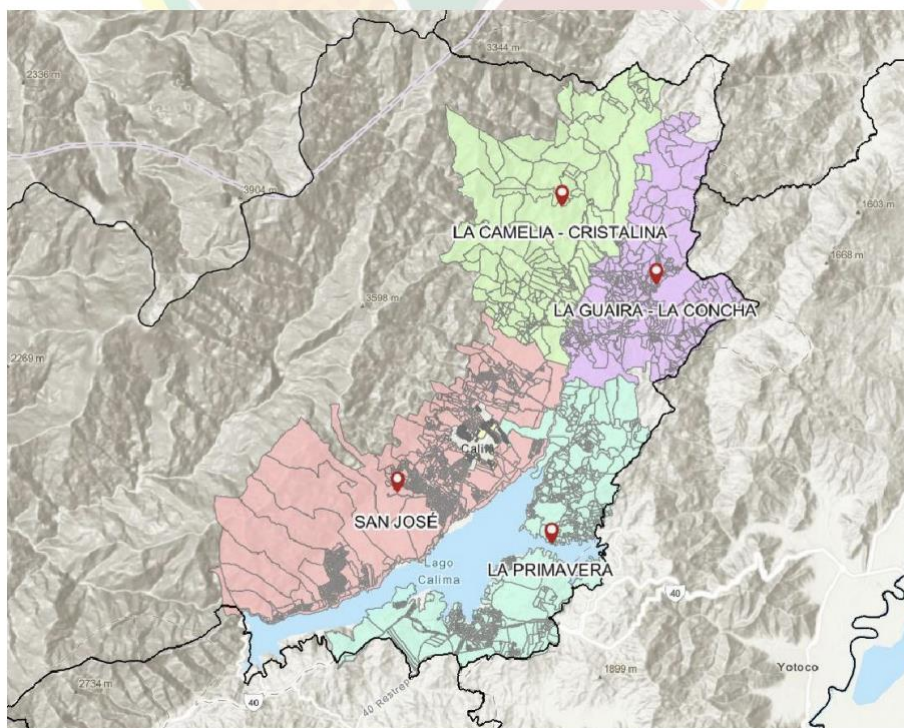 3344 m
2336 m
3904 m
1603 m
LA CAMELIA - CRISTALINA
1668 m
3598 m
LA GUAIRA - LA CONCHA
2269 m
Calima
SAN JOSÉ
Lago
Calima
LA PRIMAVERA
40
1899 m
Yotoco
2734 m
40
40 Restrepo